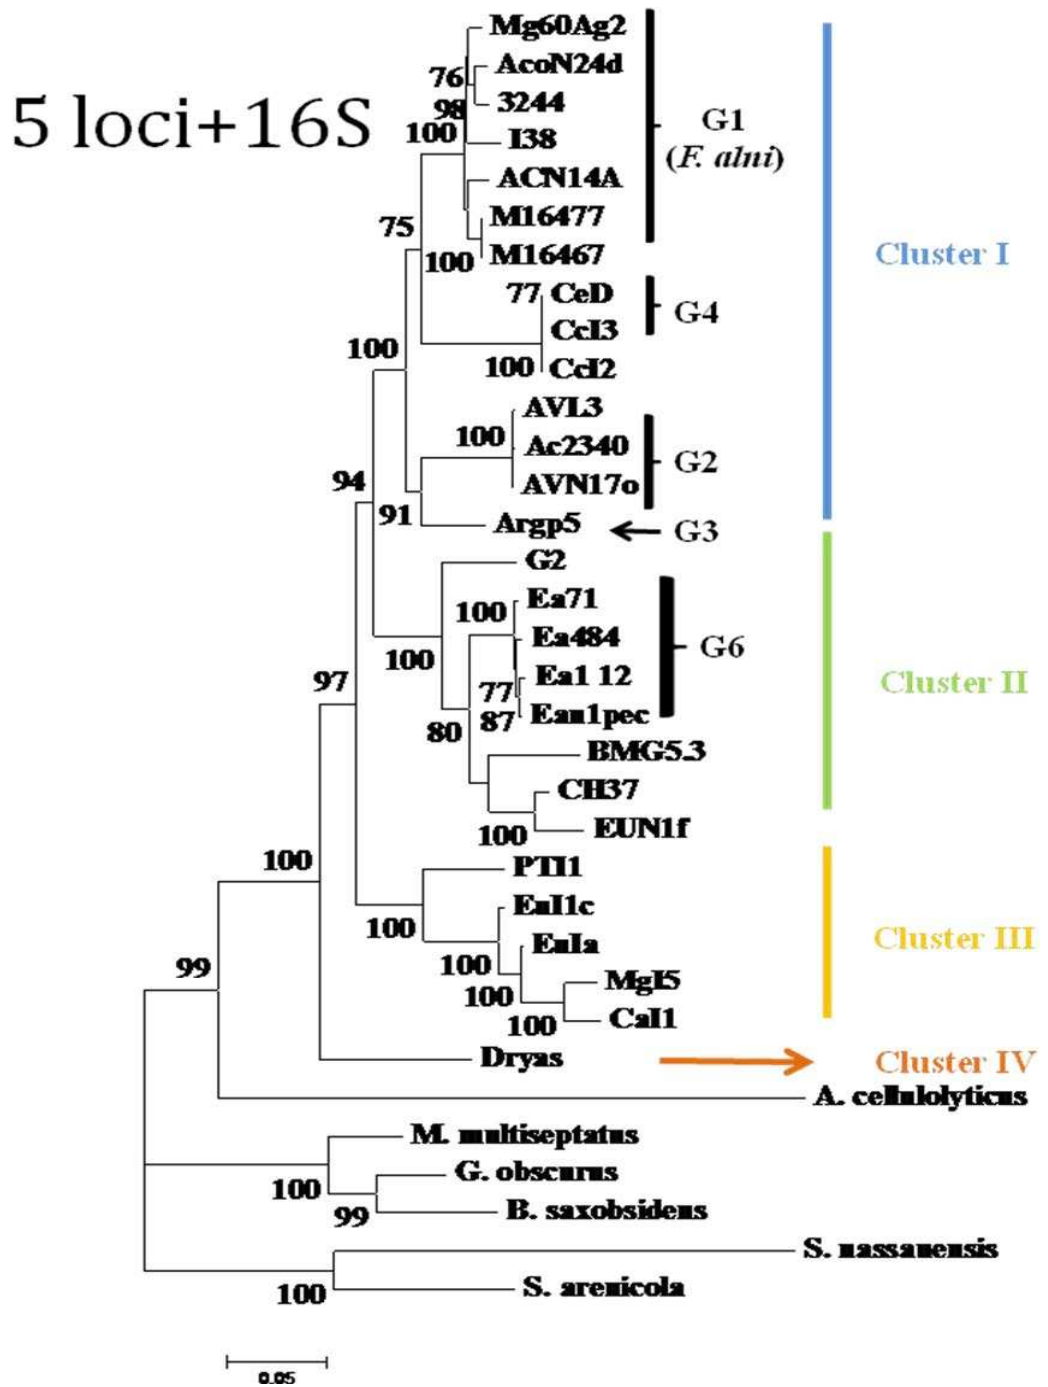 5 loci+16S
Mg60Ag2
76
AcoN24d
98
3244
100
I38
G1
(F. alni)
ACN14A
M16477
75
100
M16467
Cluster I
77
CeD
CcI3
G4
100
CcI2
100
AVL3
100
Ac2340
G2
94
AVN17o
91
Argp5
G3
G2
100
Ea71
Ea484
G6
100
97
77
Ea1 12
Cluster II
87
Ean1pec
80
BMG5.3
CH37
100
EUN1f
100
PTI1
100
EuI1c
Cluster III
100
EuIa
99
100
MgI5
100
CaI1
Dryas
Cluster IV
A. cellulolyticus
M. multiseptatus
G. obscurus
100
99
B. saxobsidens
S. nassauensis
100
S. arenicola
0.05